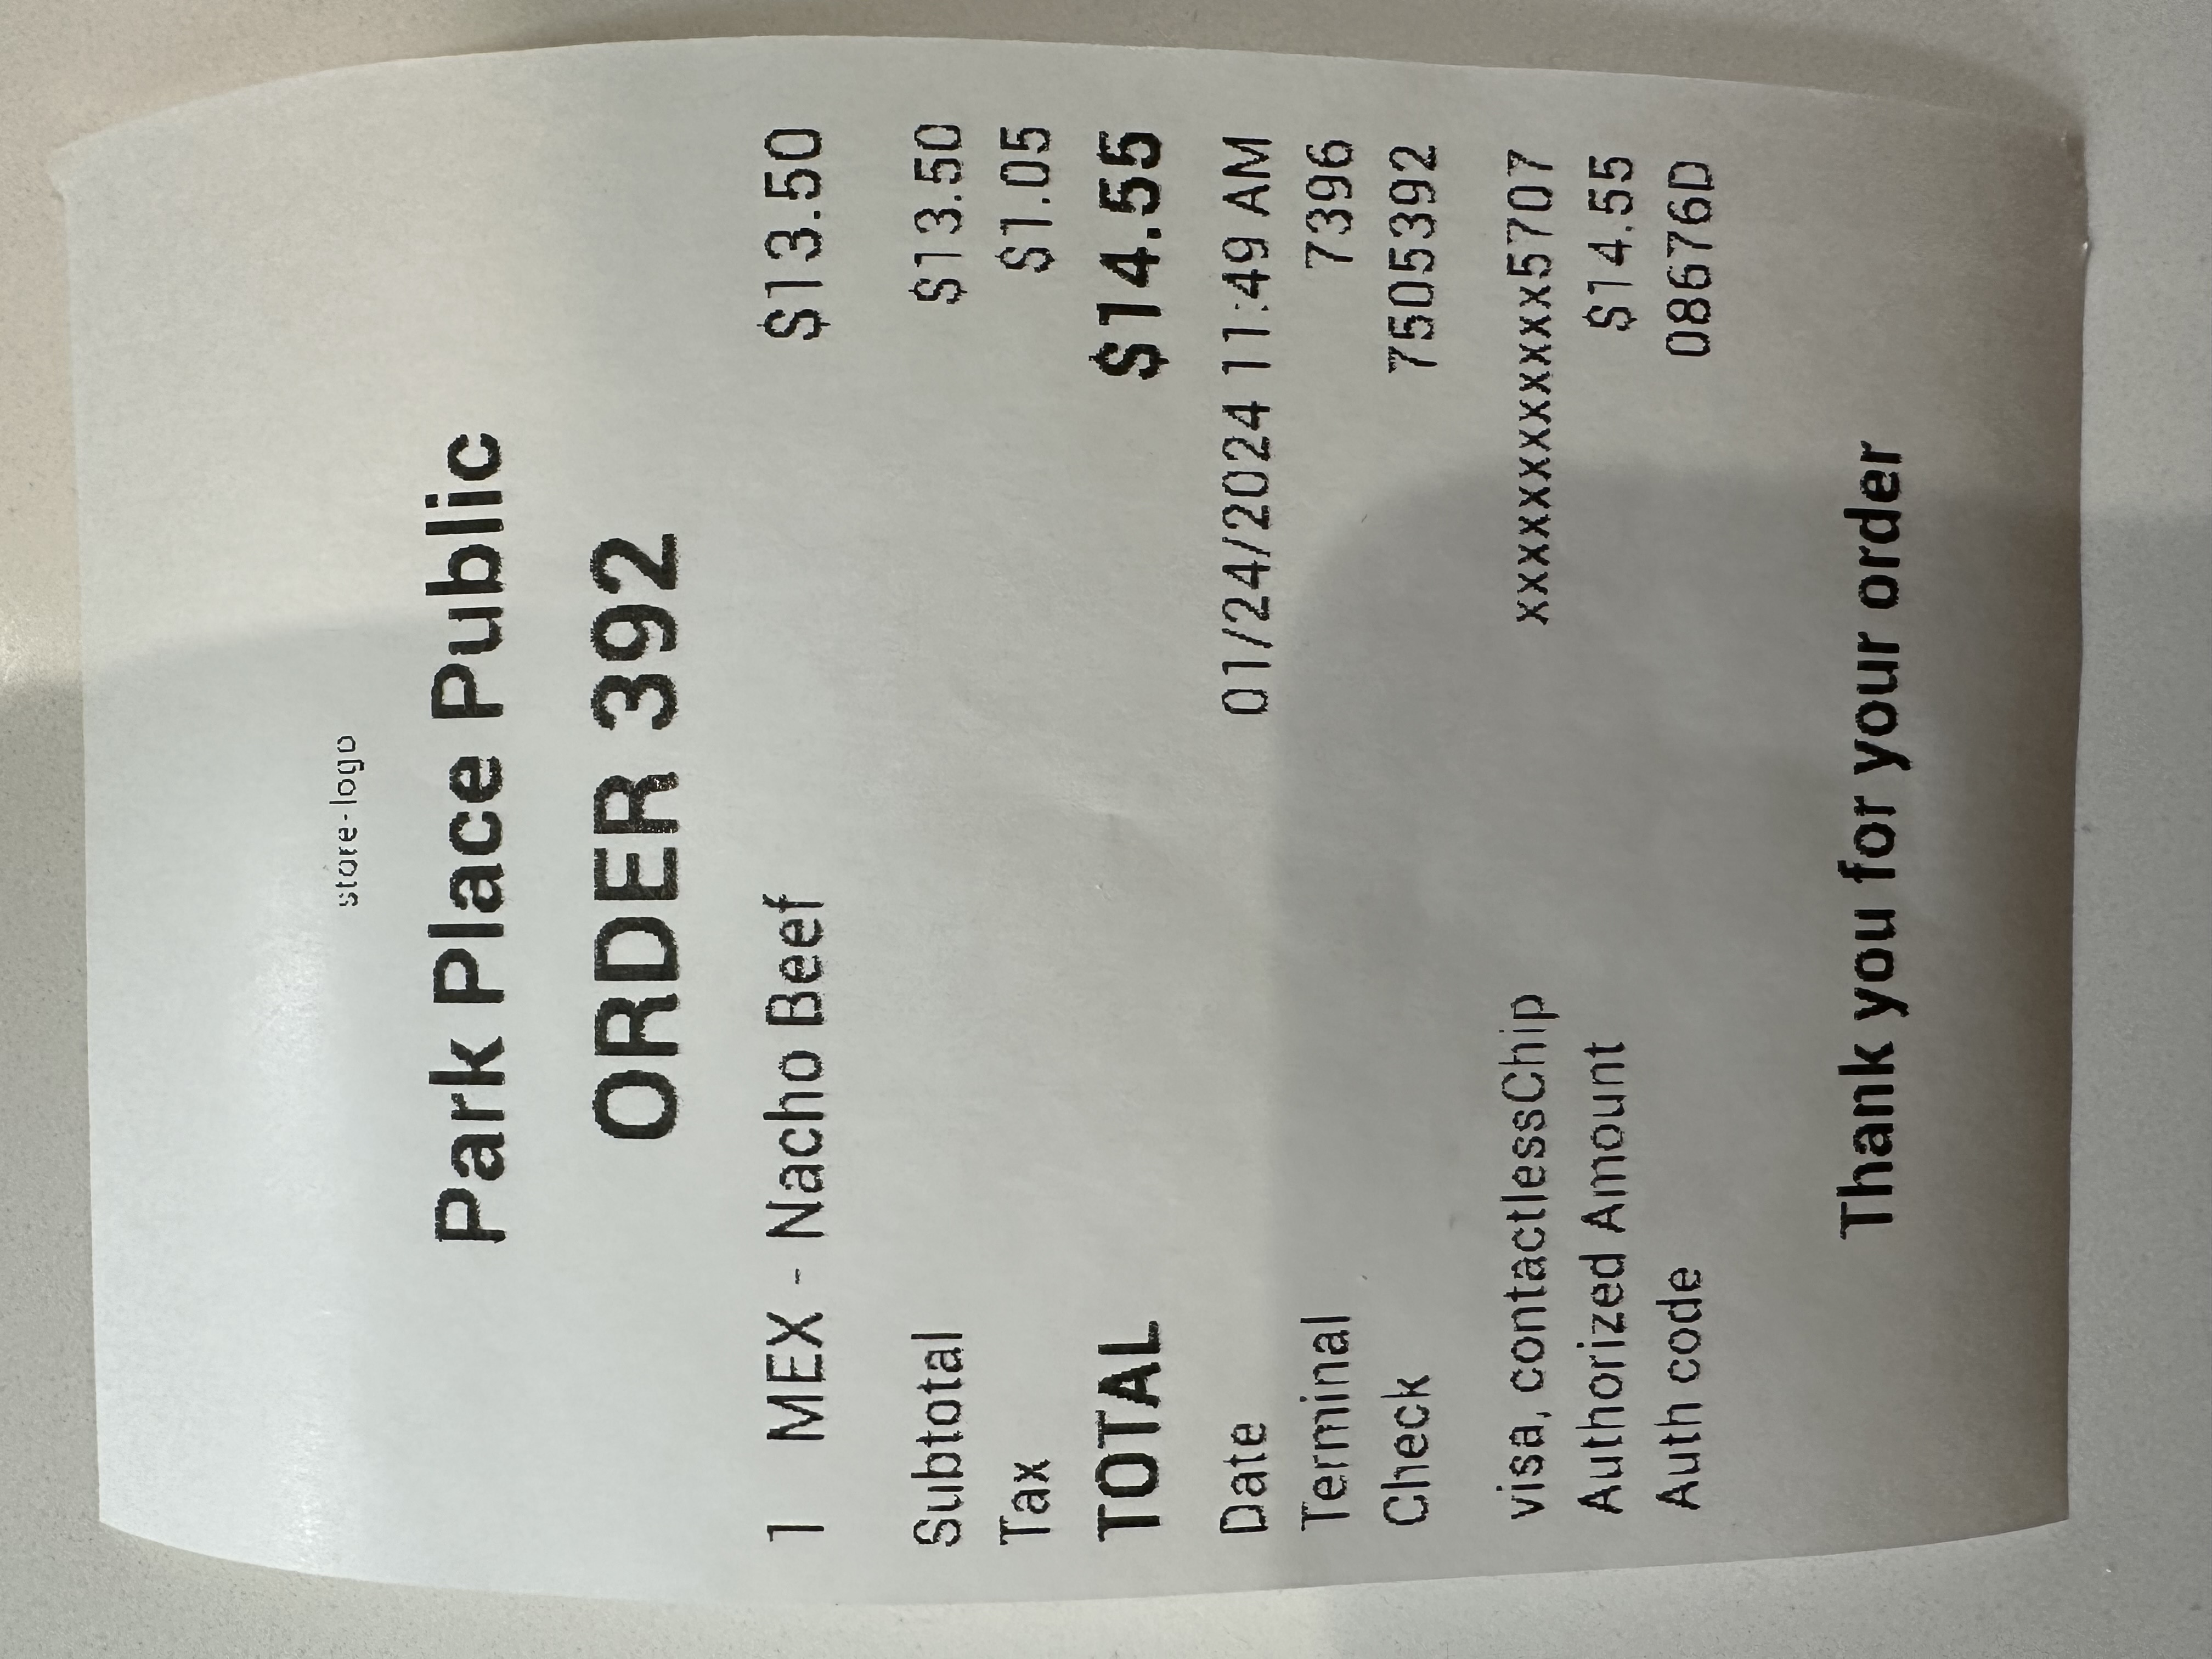 store-logo
Park Place Public
ORDER 392
1 MEX - Nacho Beef $13.50
Subtotal $13.50
Tax $1.05
TOTAL $14.55
Date 01/24/2024 11:49 AM
Terminal 7396
Check 7505392
visa, contactlessChip xxxxxxxxxxxx5707
Authorized Amount $14.55
Auth code 08676D
Thank you for your order